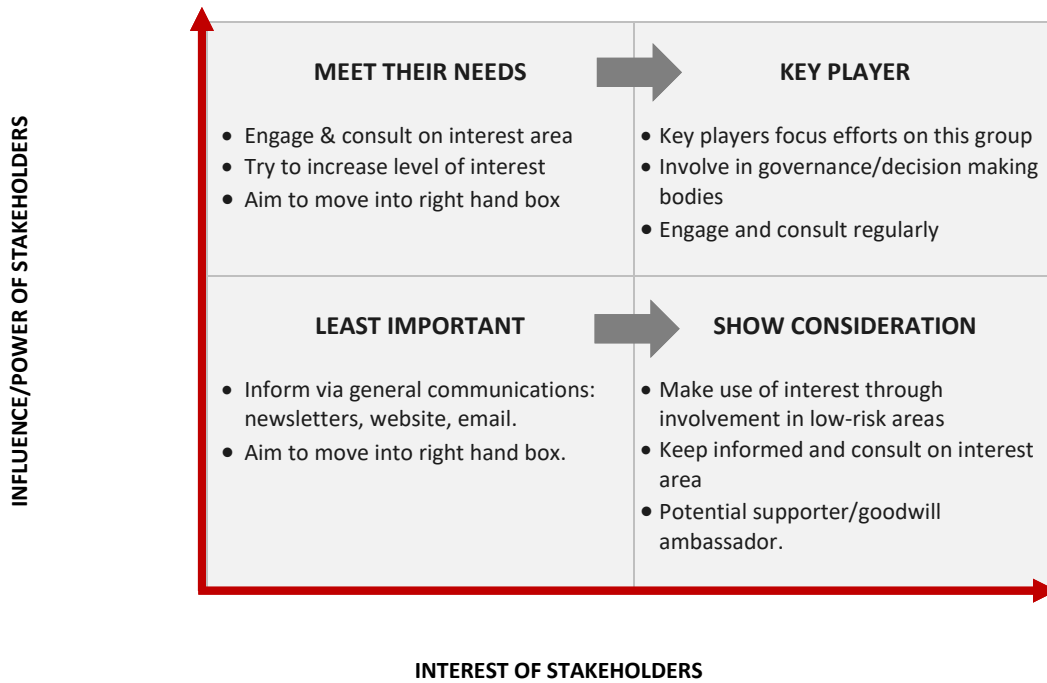 INFLUENCE/POWER OF STAKEHOLDERS
MEET THEIR NEEDS
• Engage & consult on interest area
• Try to increase level of interest
• Aim to move into right hand box
KEY PLAYER
• Key players focus efforts on this group
• Involve in governance/decision making
bodies
• Engage and consult regularly
LEAST IMPORTANT
• Inform via general communications:
newsletters, website, email.
• Aim to move into right hand box.
SHOW CONSIDERATION
• Make use of interest through
involvement in low-risk areas
• Keep informed and consult on interest
area
• Potential supporter/goodwill
ambassador.
INTEREST OF STAKEHOLDERS